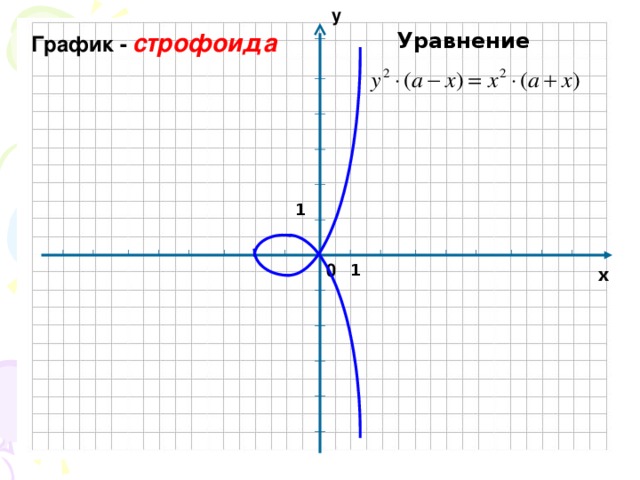 у
График - строфоида
Уравнение
y² · (a − x) = x² · (a + x)
1
0 1
х